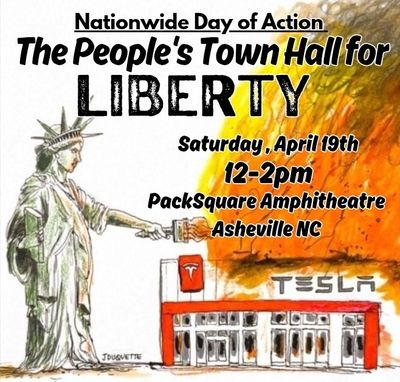 Nationwide Day of Action
The People's Town Hall for
LIBERTY
Saturday , April 19th
12-2pm
PackSquare Amphitheatre
Asheville NC
TESLA
J.DUQUETTE